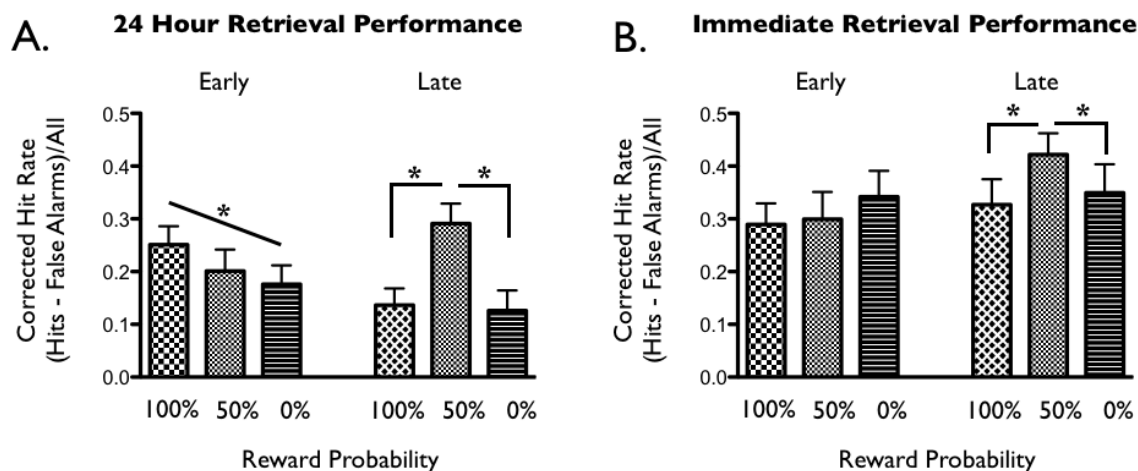 A.
24 Hour Retrieval Performance
Early Late
Corrected Hit Rate
(Hits - False Alarms)/All
0.5
0.4
0.3
0.2
0.1
0.0
*
* *
100% 50% 0% 100% 50% 0%
Reward Probability
B.
Immediate Retrieval Performance
Early Late
Corrected Hit Rate
(Hits - False Alarms)/All
0.5
0.4
0.3
0.2
0.1
0.0
* *
100% 50% 0% 100% 50% 0%
Reward Probability